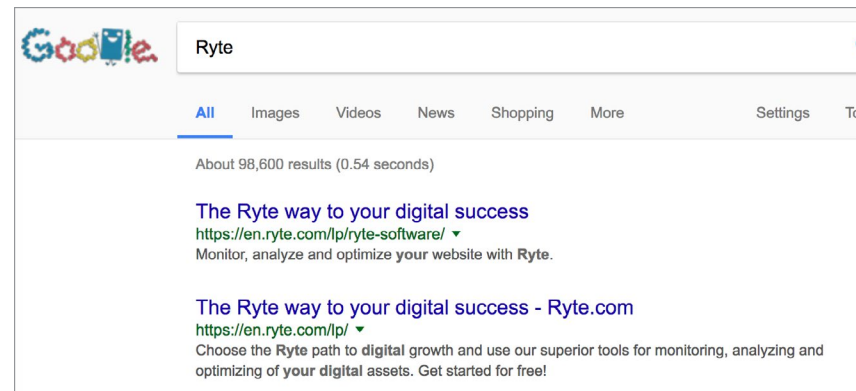 Google
Ryte
All Images Videos News Shopping More Settings
About 98,600 results (0.54 seconds)
The Ryte way to your digital success
https://en.ryte.com/lp/ryte-software/
Monitor, analyze and optimize your website with Ryte.
The Ryte way to your digital success - Ryte.com
https://en.ryte.com/lp/
Choose the Ryte path to digital growth and use our superior tools for monitoring, analyzing and
optimizing of your digital assets. Get started for free!